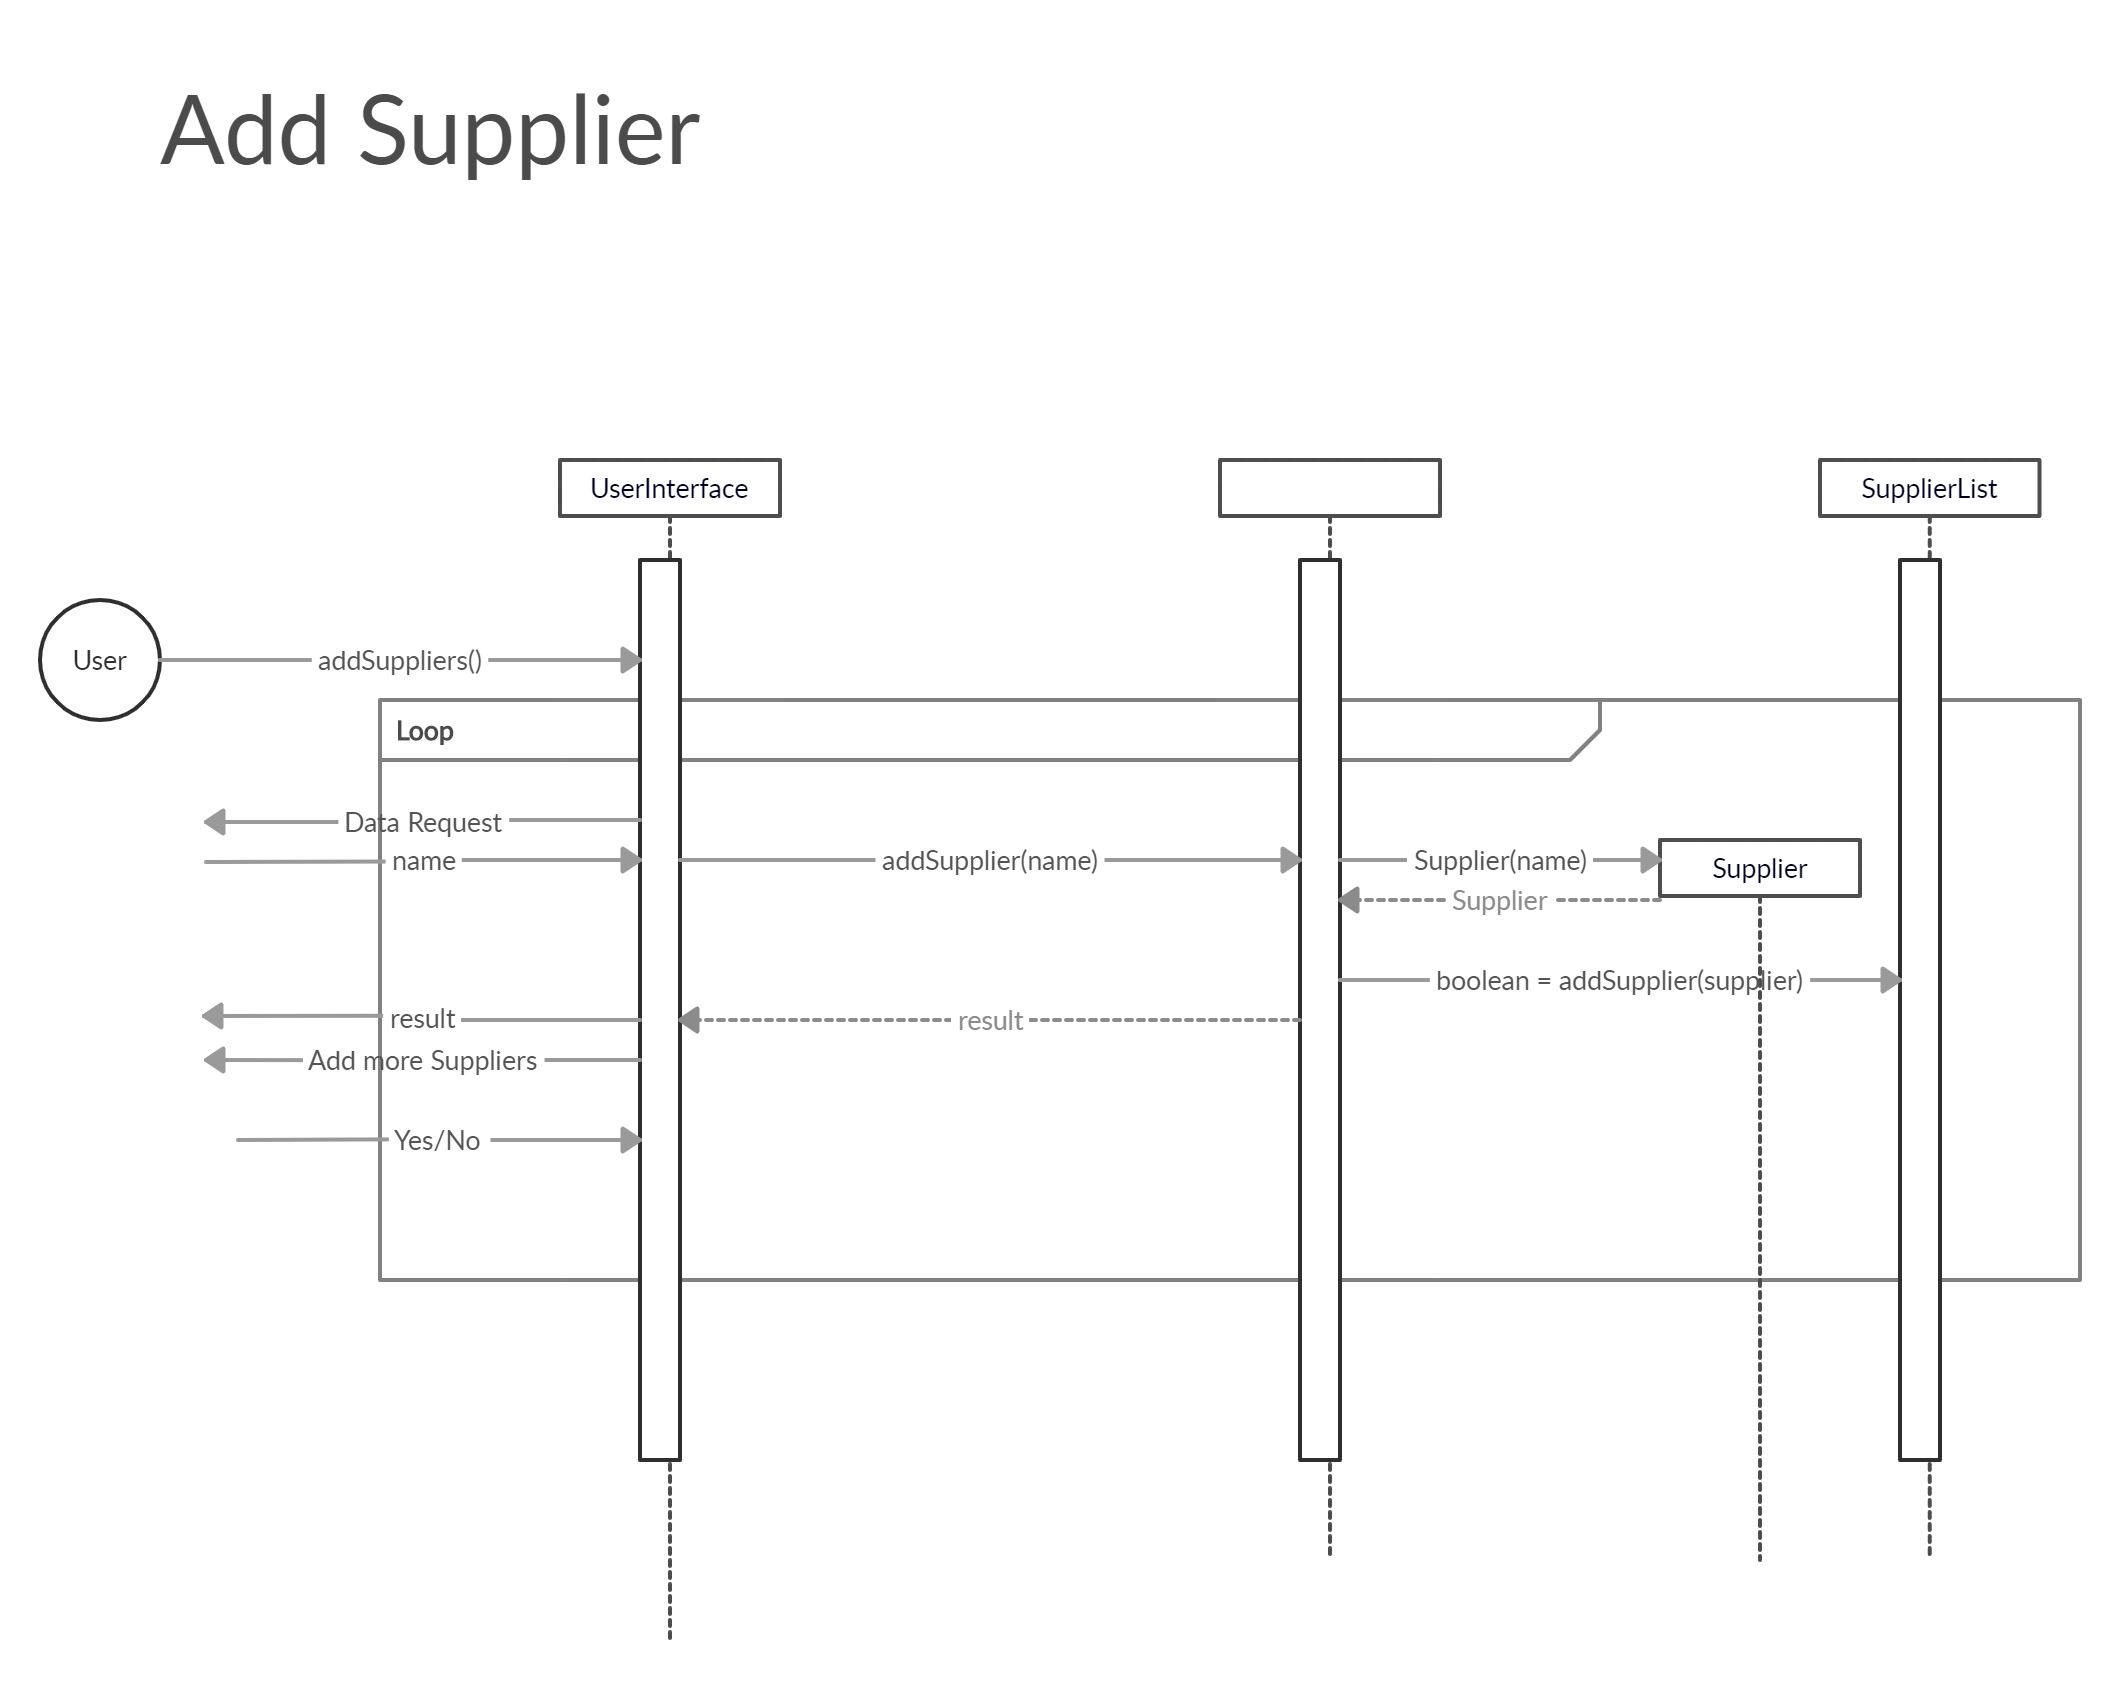 Add Supplier
UserInterface
SupplierList
User
addSuppliers()
Loop
Data Request
name
addSupplier(name)
Supplier(name)
Supplier
Supplier
boolean = addSupplier(supplier)
result
result
Add more Suppliers
Yes/No